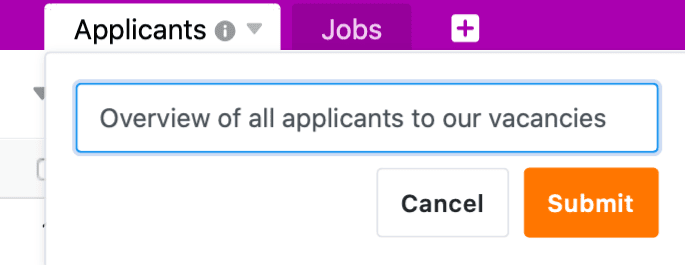 Applicants
Jobs
Overview of all applicants to our vacancies
Cancel
Submit